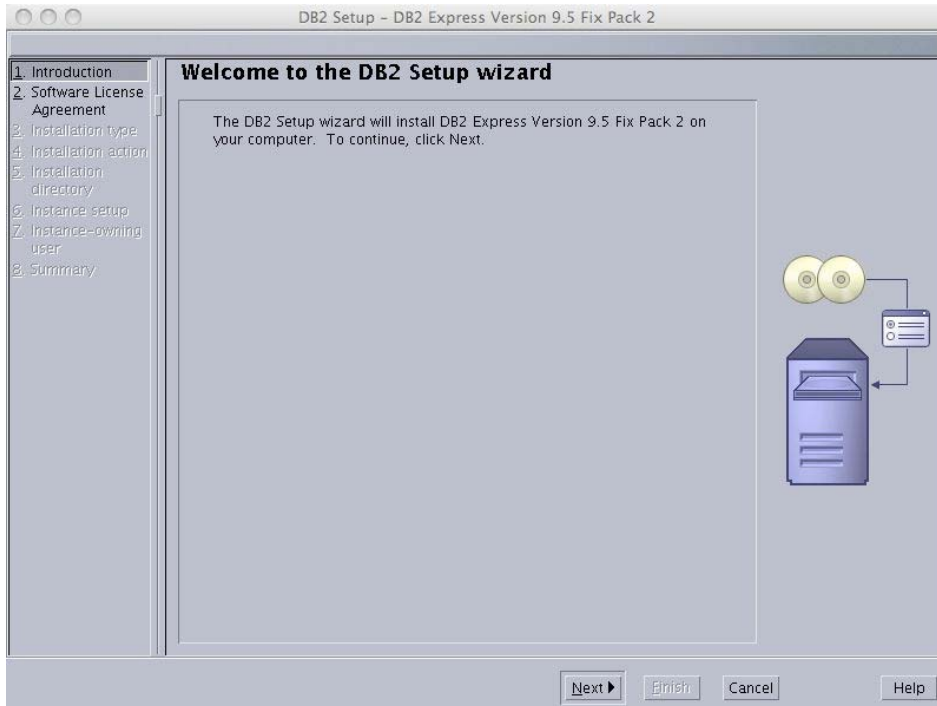 DB2 Setup – DB2 Express Version 9.5 Fix Pack 2
1. Introduction
2. Software License
Agreement
3. Installation type
4. Installation action
5. Installation
directory
6. Instance setup
7. Instance-owning
user
8. Summary
Welcome to the DB2 Setup wizard
The DB2 Setup wizard will install DB2 Express Version 9.5 Fix Pack 2 on
your computer. To continue, click Next.
Next
Finish
Cancel
Help